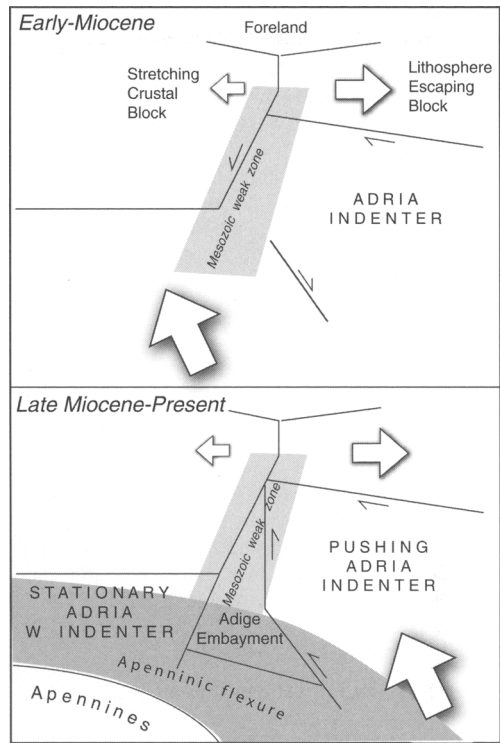 Early-Miocene
Foreland
Stretching
Crustal
Block
Lithosphere
Escaping
Block
Mesozoic weak zone
ADRIA
INDENTER
Late Miocene-Present
Mesozoic weak zone
PUSHING
ADRIA
INDENTER
STATIONARY
ADRIA
W INDENTER
Adige
Embayment
Apenninic flexure
Apennines